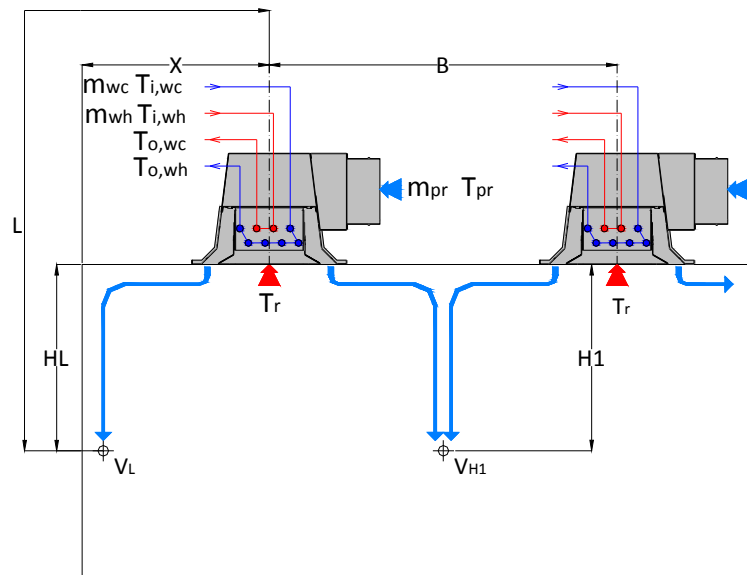 X B
mwc Ti,wc
mwh Ti,wh
To,wc
To,wh
mpr Tpr
L
Tr Tr
HL H1
VL VH1